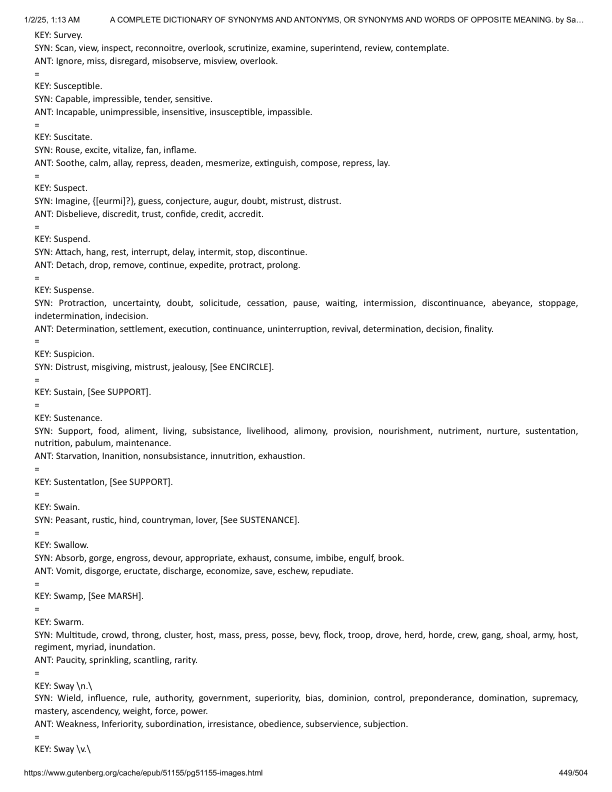 1/2/25, 1:13 AM A COMPLETE DICTIONARY OF SYNONYMS AND ANTONYMS, OR SYNONYMS AND WORDS OF OPPOSITE MEANING. by Sa…
KEY: Survey.
SYN: Scan, view, inspect, reconnoitre, overlook, scrutinize, examine, superintend, review, contemplate.
ANT: Ignore, miss, disregard, misobserve, misview, overlook.
=
KEY: Susceptible.
SYN: Capable, impressible, tender, sensitive.
ANT: Incapable, unimpressible, insensitive, insusceptible, impassible.
=
KEY: Suscitate.
SYN: Rouse, excite, vitalize, fan, inflame.
ANT: Soothe, calm, allay, repress, deaden, mesmerize, extinguish, compose, repress, lay.
=
KEY: Suspect.
SYN: Imagine, {[eurmi]?}, guess, conjecture, augur, doubt, mistrust, distrust.
ANT: Disbelieve, discredit, trust, confide, credit, accredit.
=
KEY: Suspend.
SYN: Attach, hang, rest, interrupt, delay, intermit, stop, discontinue.
ANT: Detach, drop, remove, continue, expedite, protract, prolong.
=
KEY: Suspense.
SYN: Protraction, uncertainty, doubt, solicitude, cessation, pause, waiting, intermission, discontinuance, abeyance, stoppage,
indetermination, indecision.
ANT: Determination, settlement, execution, continuance, uninterruption, revival, determination, decision, finality.
=
KEY: Suspicion.
SYN: Distrust, misgiving, mistrust, jealousy, [See ENCIRCLE].
=
KEY: Sustain, [See SUPPORT].
=
KEY: Sustenance.
SYN: Support, food, aliment, living, subsistance, livelihood, alimony, provision, nourishment, nutriment, nurture, sustentation,
nutrition, pabulum, maintenance.
ANT: Starvation, Inanition, nonsubsistance, innutrition, exhaustion.
=
KEY: Sustentatlon, [See SUPPORT].
=
KEY: Swain.
SYN: Peasant, rustic, hind, countryman, lover, [See SUSTENANCE].
=
KEY: Swallow.
SYN: Absorb, gorge, engross, devour, appropriate, exhaust, consume, imbibe, engulf, brook.
ANT: Vomit, disgorge, eructate, discharge, economize, save, eschew, repudiate.
=
KEY: Swamp, [See MARSH].
=
KEY: Swarm.
SYN: Multitude, crowd, throng, cluster, host, mass, press, posse, bevy, flock, troop, drove, herd, horde, crew, gang, shoal, army, host,
regiment, myriad, inundation.
ANT: Paucity, sprinkling, scantling, rarity.
=
KEY: Sway \n.\
SYN: Wield, influence, rule, authority, government, superiority, bias, dominion, control, preponderance, domination, supremacy,
mastery, ascendency, weight, force, power.
ANT: Weakness, Inferiority, subordination, irresistance, obedience, subservience, subjection.
=
KEY: Sway \v.\
https://www.gutenberg.org/cache/epub/51155/pg51155-images.html 449/504